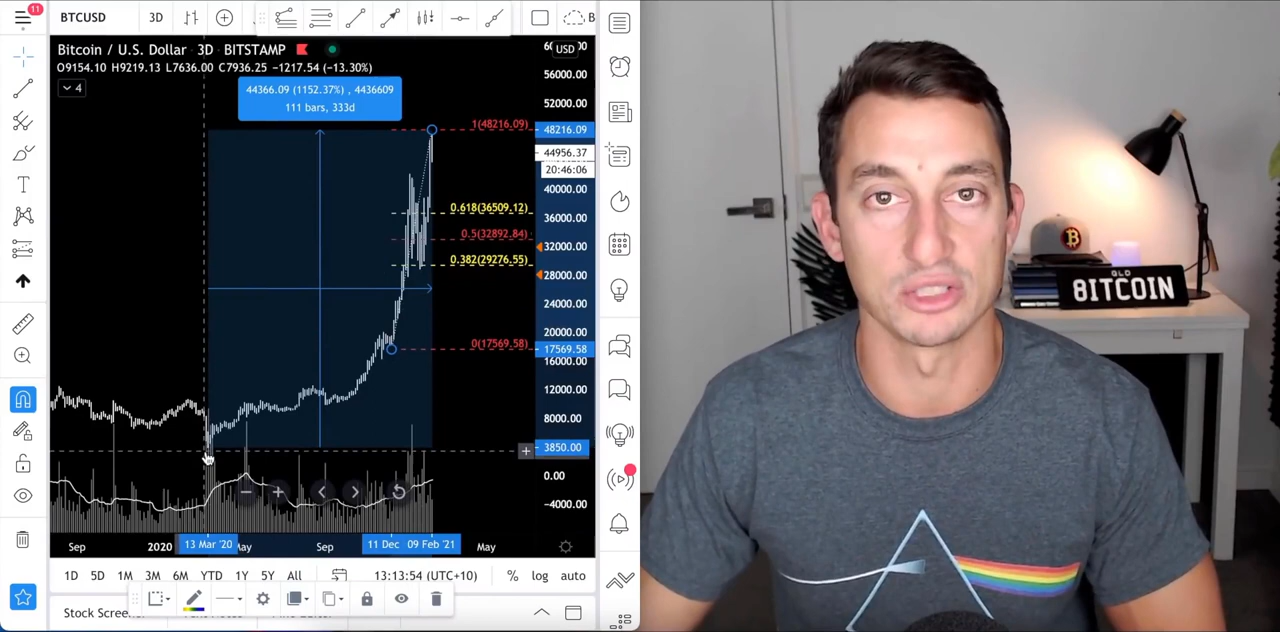 11
BTCUSD
3D
B
Bitcoin / U.S. Dollar · 3D · BITSTAMP
USD
O9154.10 H9219.13 L7636.00 C7936.25 −1217.54 (−13.30%)
4
56000.00
44366.09 (1152.37%) , 4436609
111 bars, 333d
52000.00
1(48216.09)
48216.09
44956.37
20:46:06
40000.00
0.618(36509.12)
36000.00
0.5(32892.84)
32000.00
0.382(29276.55)
28000.00
24000.00
20000.00
0(17569.58)
17569.58
16000.00
12000.00
8000.00
3850.00
0.00
−4000.00
Sep
2020
13 Mar '20
May
Sep
11 Dec
09 Feb '21
May
1D 5D 1M 3M 6M YTD 1Y 5Y All
13:13:54 (UTC+10)
% log auto
Stock Screener
QLD
8ITCOIN